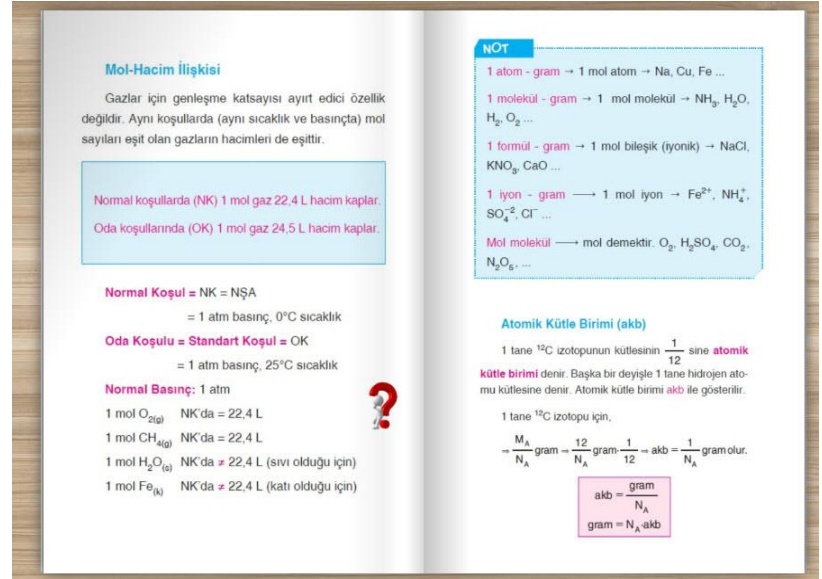 Mol-Hacim İlişkisi
Gazlar için genleşme katsayısı ayırt edici özellik
değildir. Aynı koşullarda (aynı sıcaklık ve basınçta) mol
sayıları eşit olan gazların hacimleri de eşittir.
Normal koşullarda (NK) 1 mol gaz 22,4 L hacim kaplar.
Oda koşullarında (OK) 1 mol gaz 24,5 L hacim kaplar.
Normal Koşul = NK = NŞA
= 1 atm basınç, 0°C sıcaklık
Oda Koşulu = Standart Koşul = OK
= 1 atm basınç, 25°C sıcaklık
Normal Basınç: 1 atm
1 mol O₂₍g₎ NK'da = 22,4 L
1 mol CH₄₍g₎ NK'da = 22,4 L
1 mol H₂O₍s₎ NK'da ≠ 22,4 L (sıvı olduğu için)
1 mol Fe₍k₎ NK'da ≠ 22,4 L (katı olduğu için)
?
NOT
1 atom - gram → 1 mol atom → Na, Cu, Fe ...
1 molekül - gram → 1 mol molekül → NH₃, H₂O,
H₂, O₂ ...
1 formül - gram → 1 mol bileşik (iyonik) → NaCl,
KNO₃, CaO ...
1 iyon - gram ⟶ 1 mol iyon → Fe²⁺, NH₄⁺,
SO₄⁻², Cl⁻ ...
Mol molekül ⟶ mol demektir. O₂, H₂SO₄, CO₂,
N₂O₅, ...
Atomik Kütle Birimi (akb)
1 tane ¹²C izotopunun kütlesinin 1/12 sine atomik
kütle birimi denir. Başka bir deyişle 1 tane hidrojen ato-
mu kütlesine denir. Atomik kütle birimi akb ile gösterilir.
1 tane ¹²C izotopu için,
⇒ M_A/N_A gram ⇒ 12/N_A gram·1/12 ⇒ akb = 1/N_A gram olur.
akb = gram/N_A
gram = N_A·akb